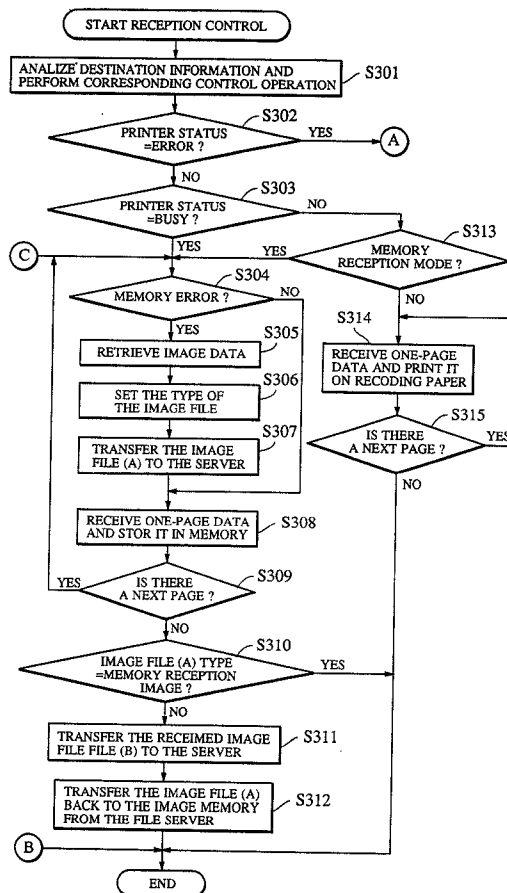 START RECEPTION CONTROL
ANALIZE DESTINATION INFORMATION AND
PERFORM CORRESPONDING CONTROL OPERATION
S301
S302
PRINTER STATUS
=ERROR ?
YES
A
NO
S303
PRINTER STATUS
=BUSY ?
NO
YES
C
S313
MEMORY
RECEPTION MODE ?
YES
NO
S304
MEMORY ERROR ?
NO
YES
S305
RETRIEVE IMAGE DATA
S306
SET THE TYPE OF
THE IMAGE FILE
S307
TRANSFER THE IMAGE
FILE (A) TO THE SERVER
S314
RECEIVE ONE-PAGE
DATA AND PRINT IT
ON RECODING PAPER
S315
IS THERE
A NEXT PAGE ?
YES
NO
RECEIVE ONE-PAGE DATA
AND STOR IT IN MEMORY
S308
S309
YES
IS THERE
A NEXT PAGE ?
NO
S310
IMAGE FILE (A) TYPE
=MEMORY RECEPTION
IMAGE ?
YES
NO
TRANSFER THE RECEIMED IMAGE
FILE FILE (B) TO THE SERVER
S311
TRANSFER THE IMAGE FILE (A)
BACK TO THE IMAGE MEMORY
FROM THE FILE SERVER
S312
B
END